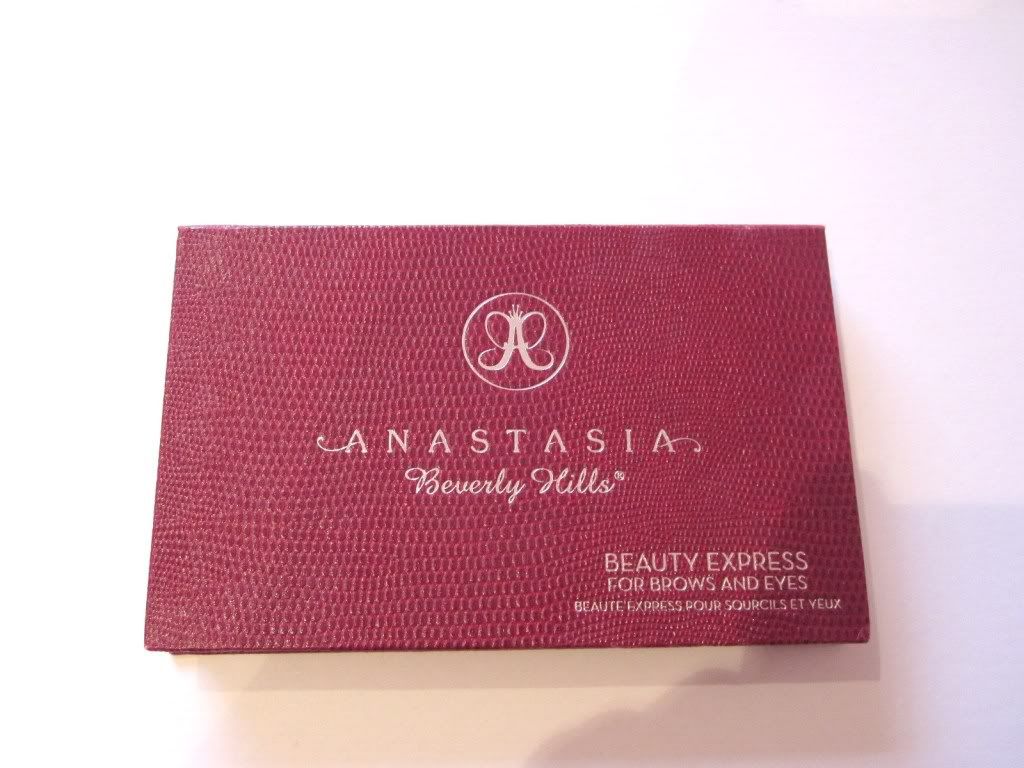 A
ANASTASIA
Beverly Hills®
BEAUTY EXPRESS
FOR BROWS AND EYES
BEAUTE EXPRESS POUR SOURCILS ET YEUX